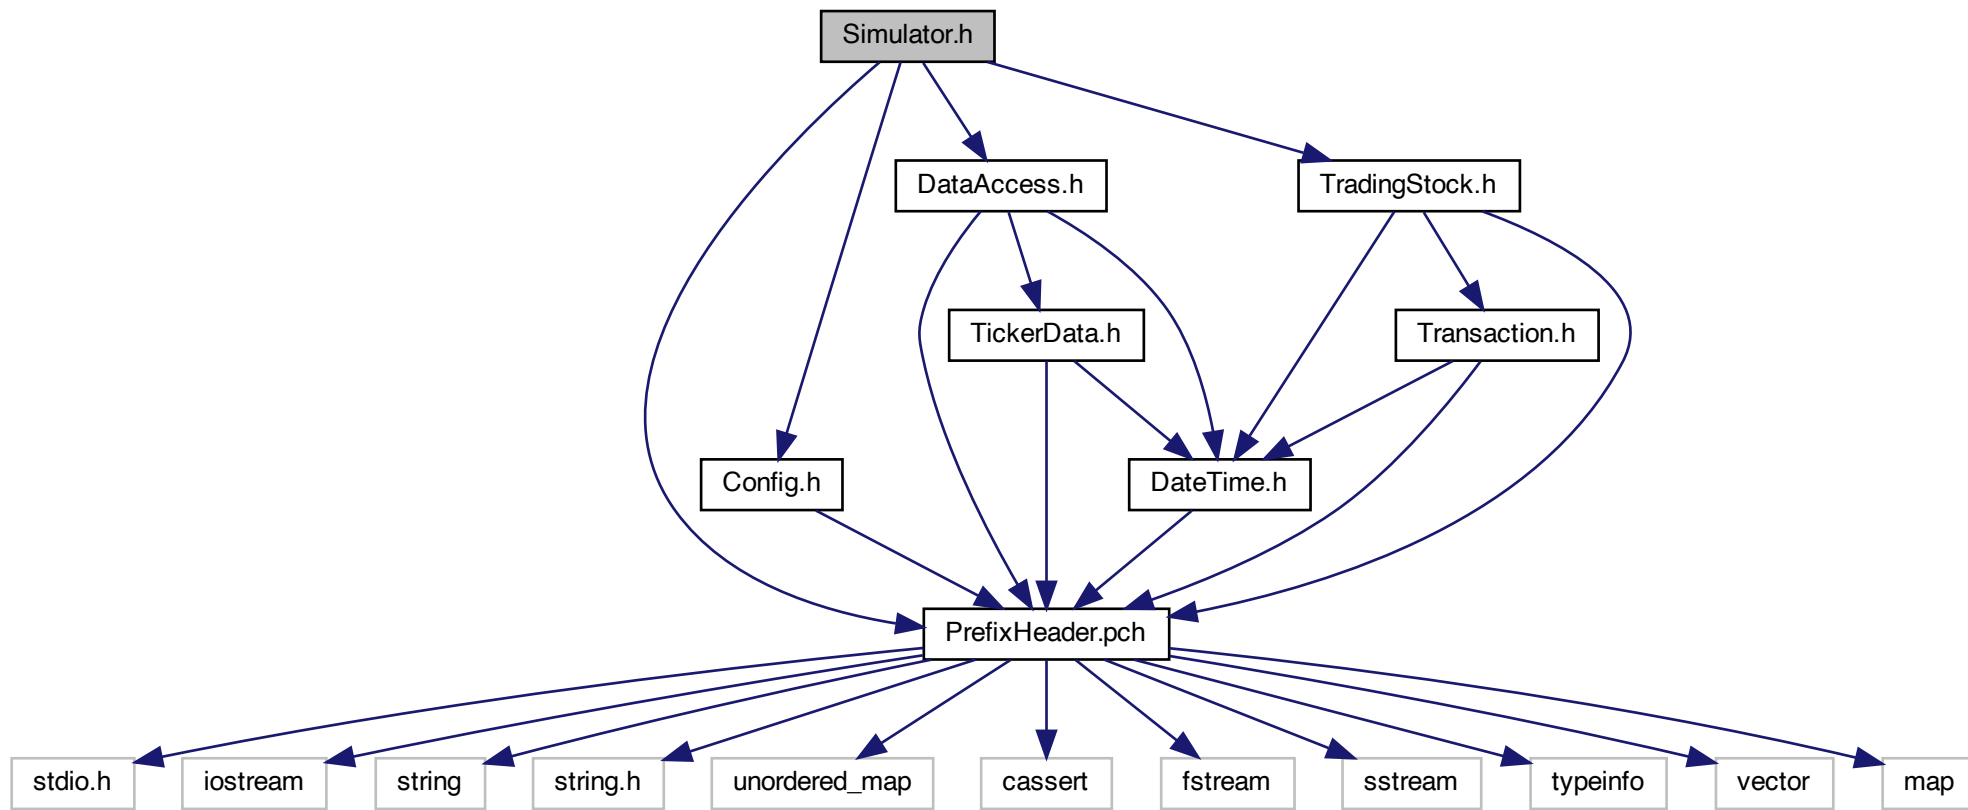 Simulator.h
DataAccess.h
TradingStock.h
TickerData.h
Transaction.h
Config.h
DateTime.h
PrefixHeader.pch
stdio.h
iostream
string
string.h
unordered_map
cassert
fstream
sstream
typeinfo
vector
map